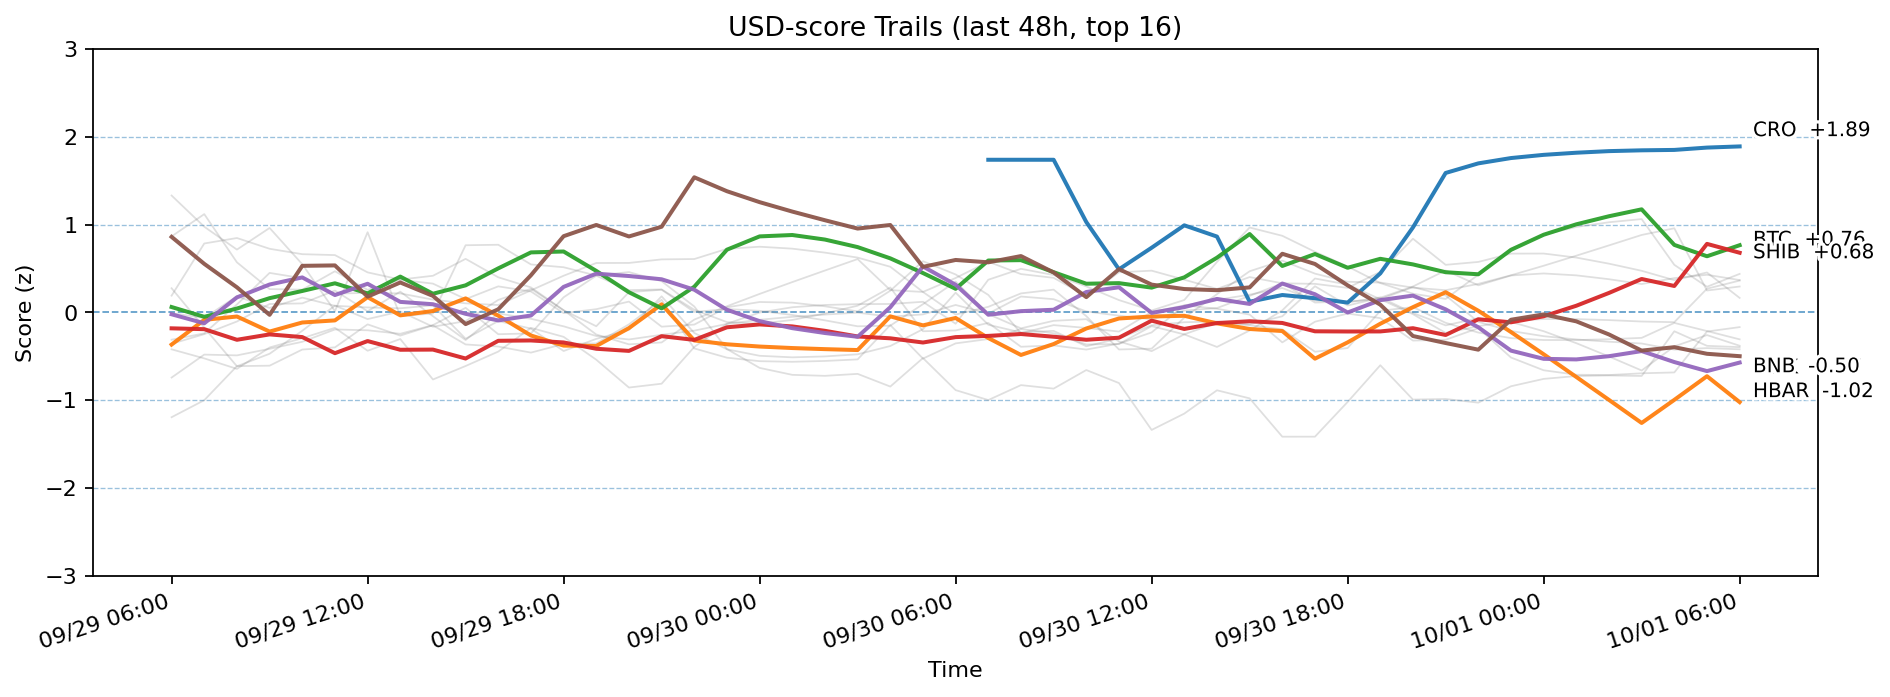 USD-score Trails (last 48h, top 16)
3
2
1
0
−1
−2
−3
Score (z)
CRO +1.89
BTC +0.76
SHIB +0.68
BNB -0.50
HBAR -1.02
09/29 06:00
09/29 12:00
09/29 18:00
09/30 00:00
09/30 06:00
09/30 12:00
09/30 18:00
10/01 00:00
10/01 06:00
Time